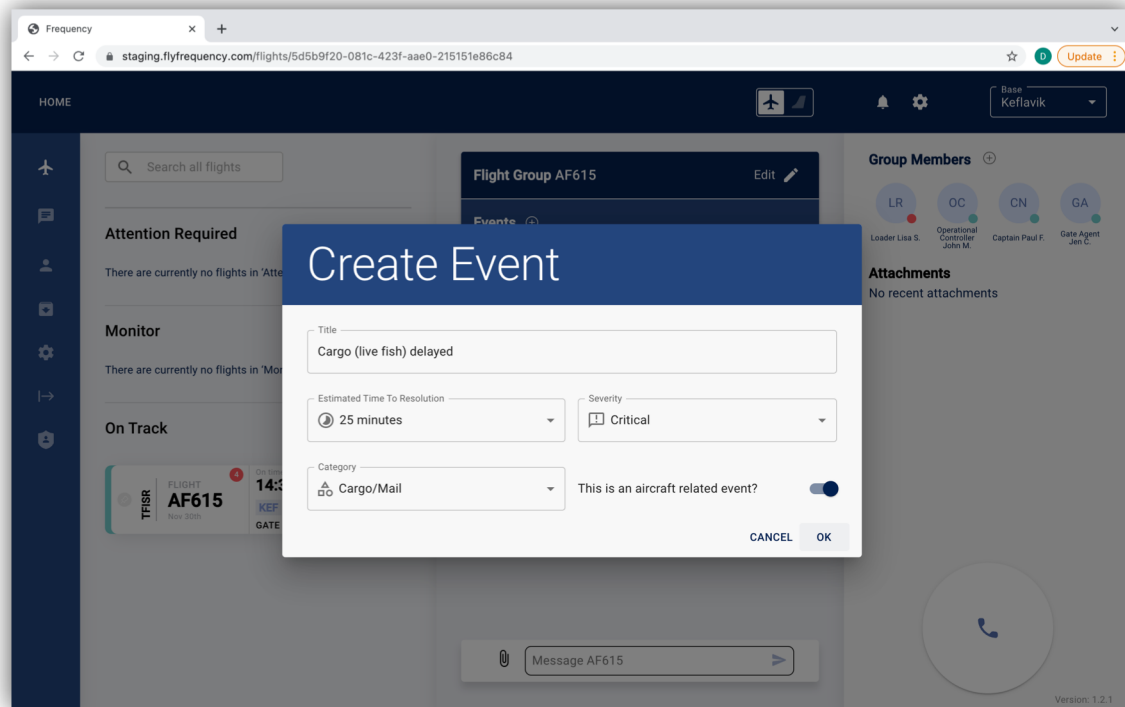 Frequency
staging.flyfrequency.com/flights/5d5b9f20-081c-423f-aae0-215151e86c84
D
Update
HOME
Base
Keflavik
Search all flights
Attention Required
There are currently no flights in 'Atte
Monitor
There are currently no flights in 'Mor
On Track
TFISR
FLIGHT
AF615
Nov 30th
4
On time
14:3
KEF
GATE
Flight Group AF615
Edit
Events
Create Event
Title
Cargo (live fish) delayed
Estimated Time To Resolution
25 minutes
Severity
Critical
Category
Cargo/Mail
This is an aircraft related event?
CANCEL
OK
Message AF615
Group Members
LR
OC
CN
GA
Loader Lisa S.
Operational
Controller
John M.
Captain Paul F.
Gate Agent
Jen C.
Attachments
No recent attachments
Version: 1.2.1